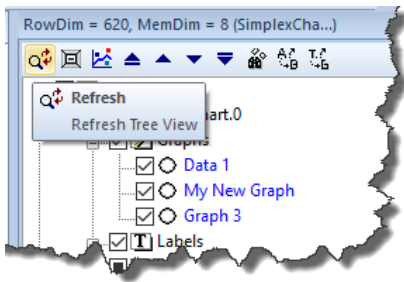 RowDim = 620, MemDim = 8 (SimplexCha...)
A B
T G
Refresh
Refresh Tree View
art.0
Graphs
Data 1
My New Graph
Graph 3
T Labels